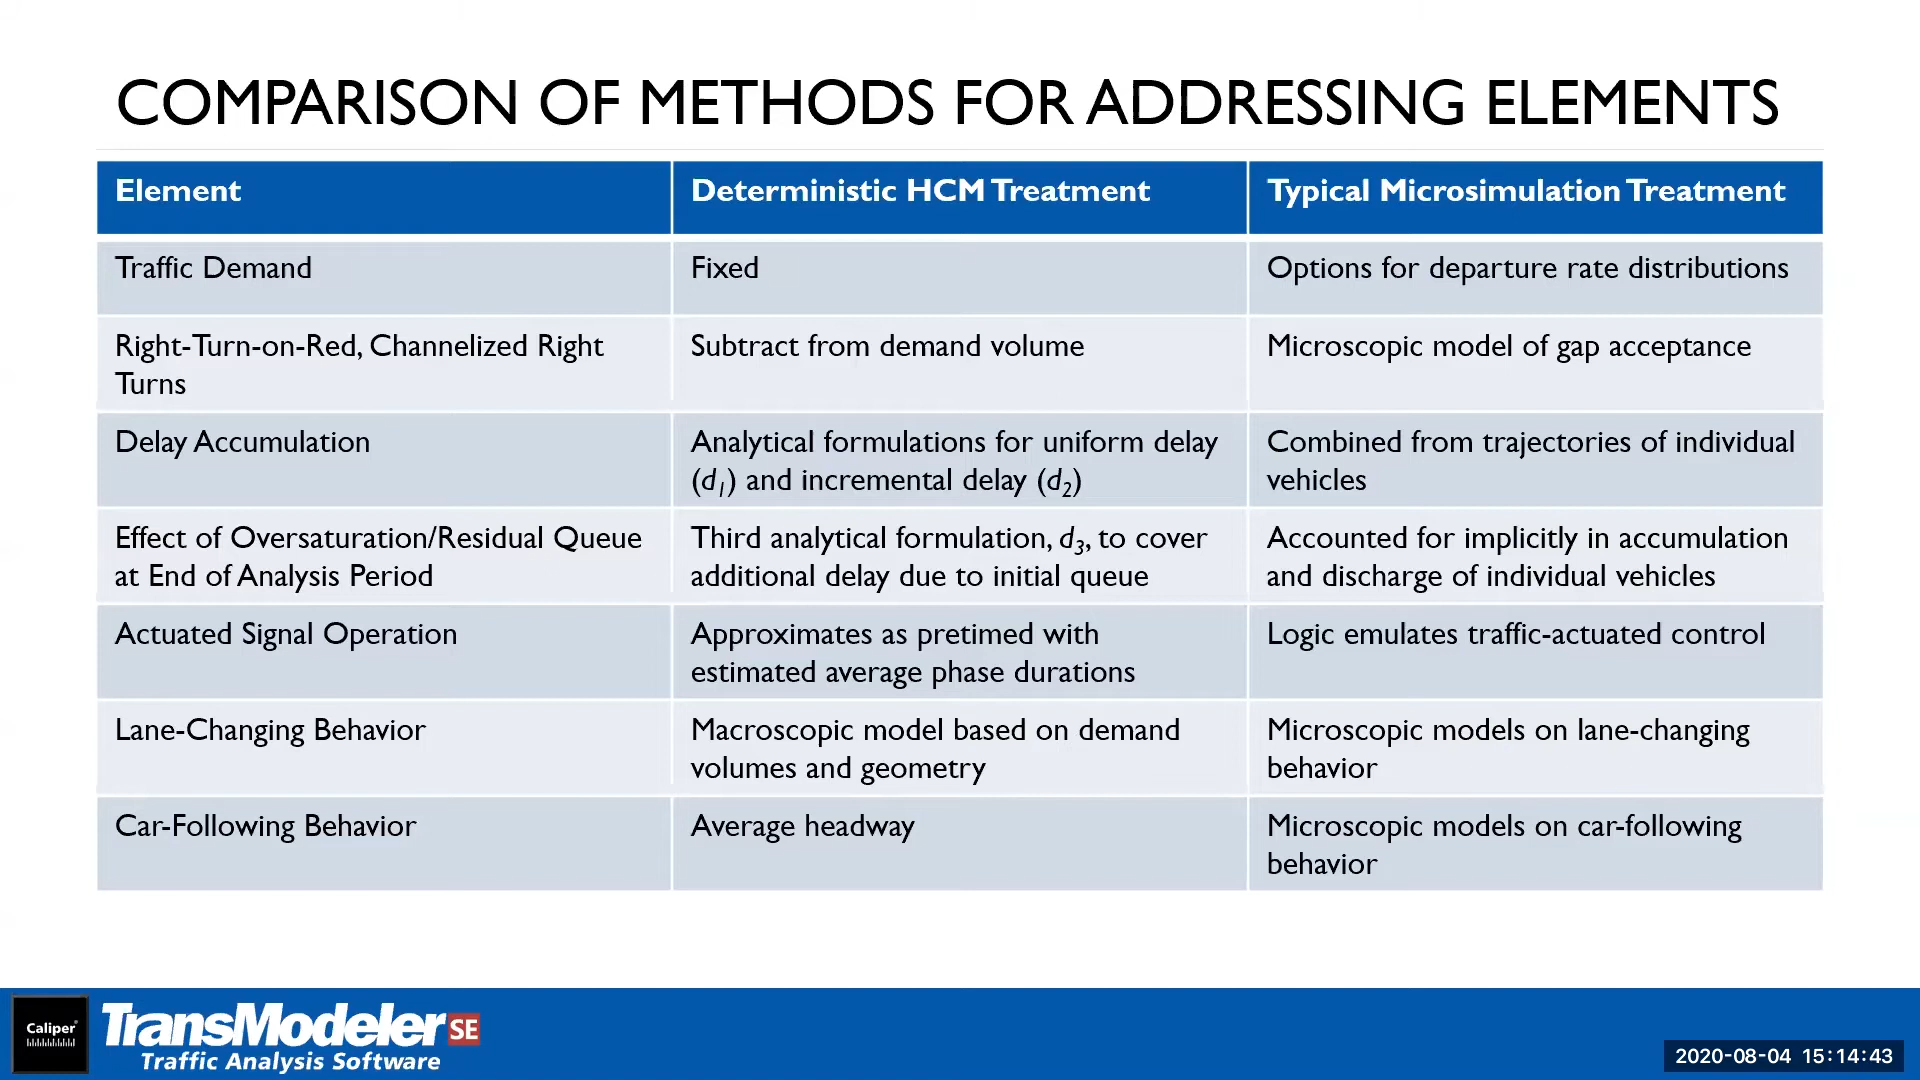 COMPARISON OF METHODS FOR ADDRESSING ELEMENTS
Element
Deterministic HCM Treatment
Typical Microsimulation Treatment
Traffic Demand
Fixed
Options for departure rate distributions
Right-Turn-on-Red, Channelized Right
Turns
Subtract from demand volume
Microscopic model of gap acceptance
Delay Accumulation
Analytical formulations for uniform delay
(d1) and incremental delay (d2)
Combined from trajectories of individual
vehicles
Effect of Oversaturation/Residual Queue
at End of Analysis Period
Third analytical formulation, d3, to cover
additional delay due to initial queue
Accounted for implicitly in accumulation
and discharge of individual vehicles
Actuated Signal Operation
Approximates as pretimed with
estimated average phase durations
Logic emulates traffic-actuated control
Lane-Changing Behavior
Macroscopic model based on demand
volumes and geometry
Microscopic models on lane-changing
behavior
Car-Following Behavior
Average headway
Microscopic models on car-following
behavior
Caliper
TransModeler SE
Traffic Analysis Software
2020-08-04 15:14:43